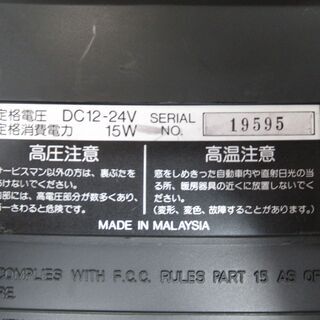 定格電圧 DC12-24V SERIAL
定格消費電力 15W NO. 19595
高圧注意
サービスマン以外の方は、裏ぶたを
あけないでください。
内部には、高電圧部分が数多くあり、
さわると危険です。
高温注意
窓をしめきった自動車内や直射日光の当
る所、暖房器具の近くに放置しないでく
ださい。
(変形、変色、故障することがあります。)
MADE IN MALAYSIA
COMPLIES WITH F.C.C. RULES PART 15 AS OF